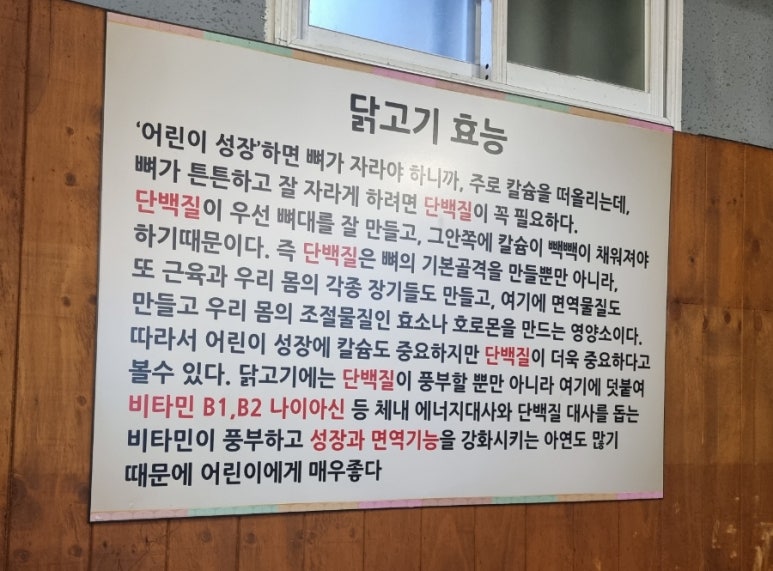 닭고기 효능
'어린이 성장'하면 뼈가 자라야 하니까, 주로 칼슘을 떠올리는데,
뼈가 튼튼하고 잘 자라게 하려면 단백질이 꼭 필요하다.
단백질이 우선 뼈대를 잘 만들고, 그안쪽에 칼슘이 빽빽이 채워져야
하기때문이다. 즉 단백질은 뼈의 기본골격을 만들뿐만 아니라,
또 근육과 우리 몸의 각종 장기들도 만들고, 여기에 면역물질도
만들고 우리 몸의 조절물질인 효소나 호로몬을 만드는 영양소이다.
따라서 어린이 성장에 칼슘도 중요하지만 단백질이 더욱 중요하다고
볼수 있다. 닭고기에는 단백질이 풍부할 뿐만 아니라 여기에 덧붙여
비타민 B1,B2 나이아신 등 체내 에너지대사와 단백질 대사를 돕는
비타민이 풍부하고 성장과 면역기능을 강화시키는 아연도 많기
때문에 어린이에게 매우좋다